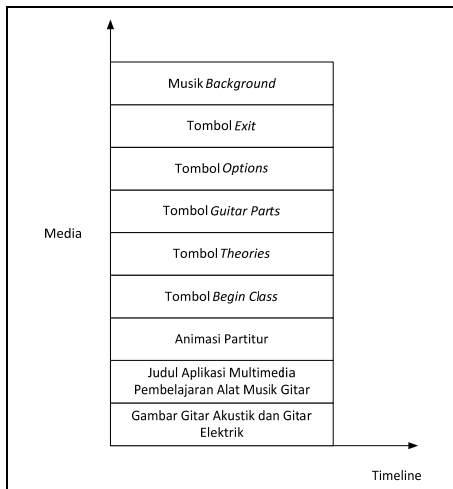 Musik Background
Tombol Exit
Tombol Options
Tombol Guitar Parts
Media
Tombol Theories
Tombol Begin Class
Animasi Partitur
Judul Aplikasi Multimedia
Pembelajaran Alat Musik Gitar
Gambar Gitar Akustik dan Gitar
Elektrik
Timeline